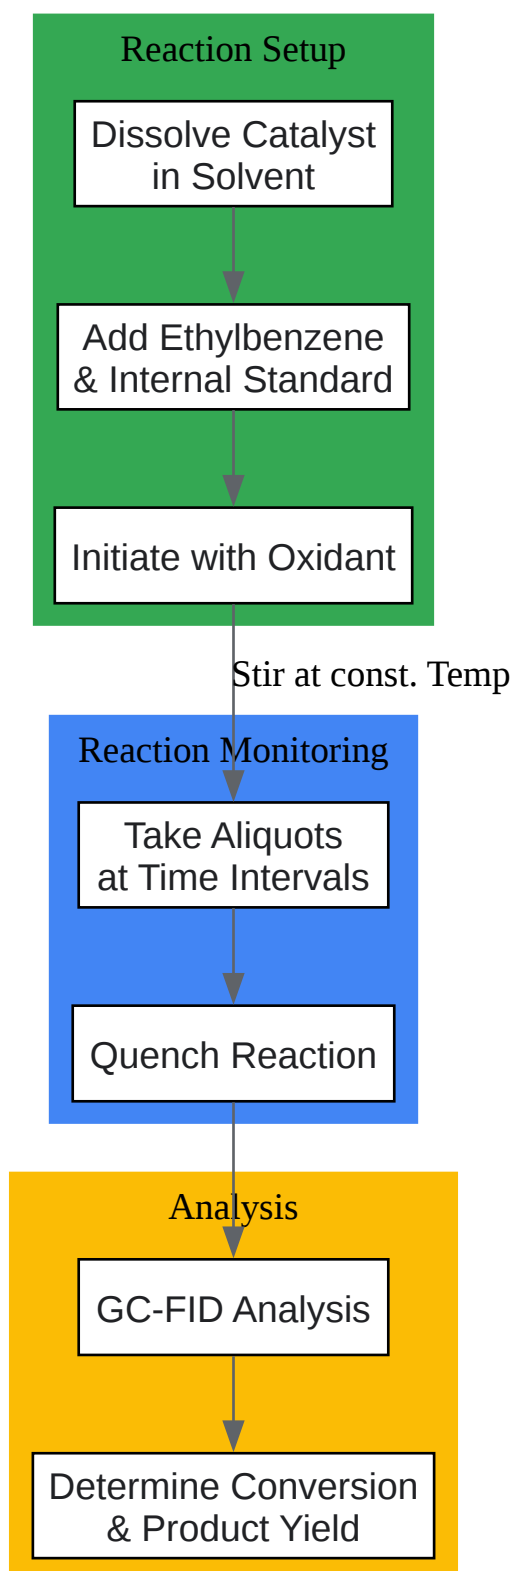 Reaction Setup
Dissolve Catalyst
in Solvent
Add Ethylbenzene
& Internal Standard
Initiate with Oxidant
Stir at const. Temp
Reaction Monitoring
Take Aliquots
at Time Intervals
Quench Reaction
Analysis
GC-FID Analysis
Determine Conversion
& Product Yield